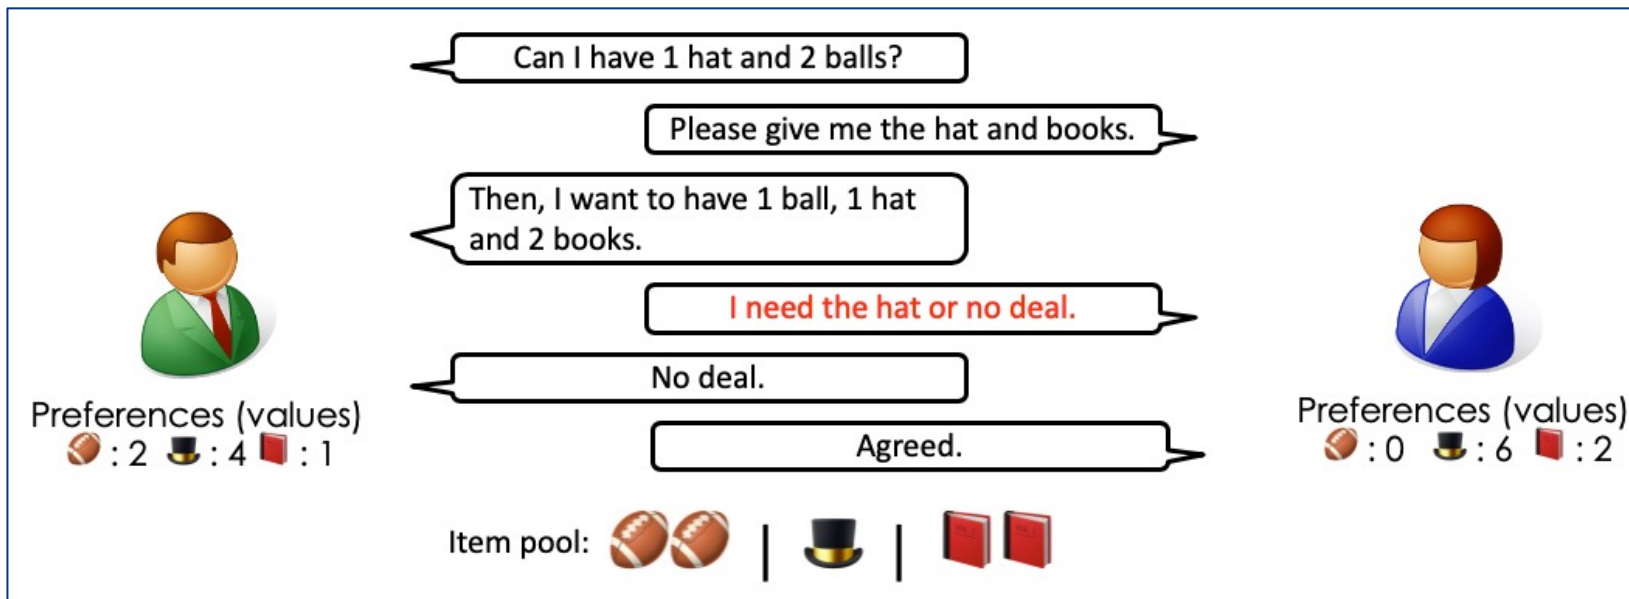 Can I have 1 hat and 2 balls?
Please give me the hat and books.
Then, I want to have 1 ball, 1 hat
and 2 books.
I need the hat or no deal.
No deal.
Agreed.
Preferences (values)
: 2 : 4 : 1
Preferences (values)
: 0 : 6 : 2
Item pool: | |